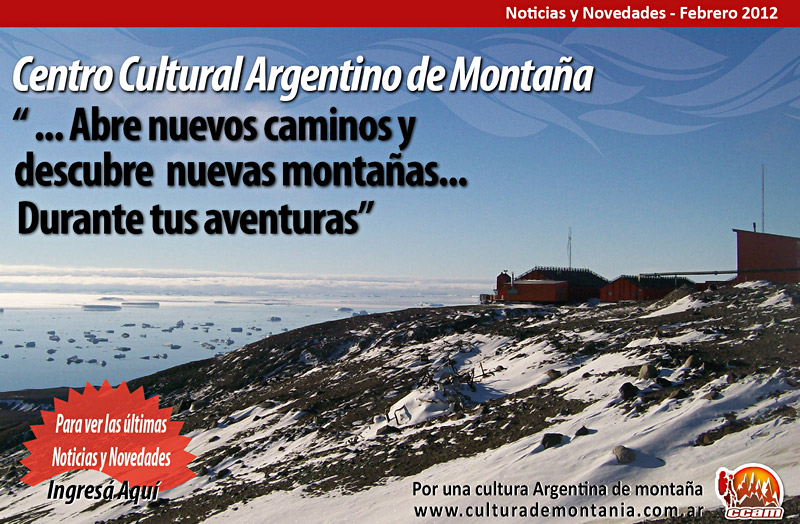 Noticias y Novedades - Febrero 2012
Centro Cultural Argentino de Montaña
“ ... Abre nuevos caminos y
descubre nuevas montañas...
Durante tus aventuras”
Para ver las últimas
Noticias y Novedades
Ingresá Aquí
Por una cultura Argentina de montaña
www.culturademontania.com.ar
ccam